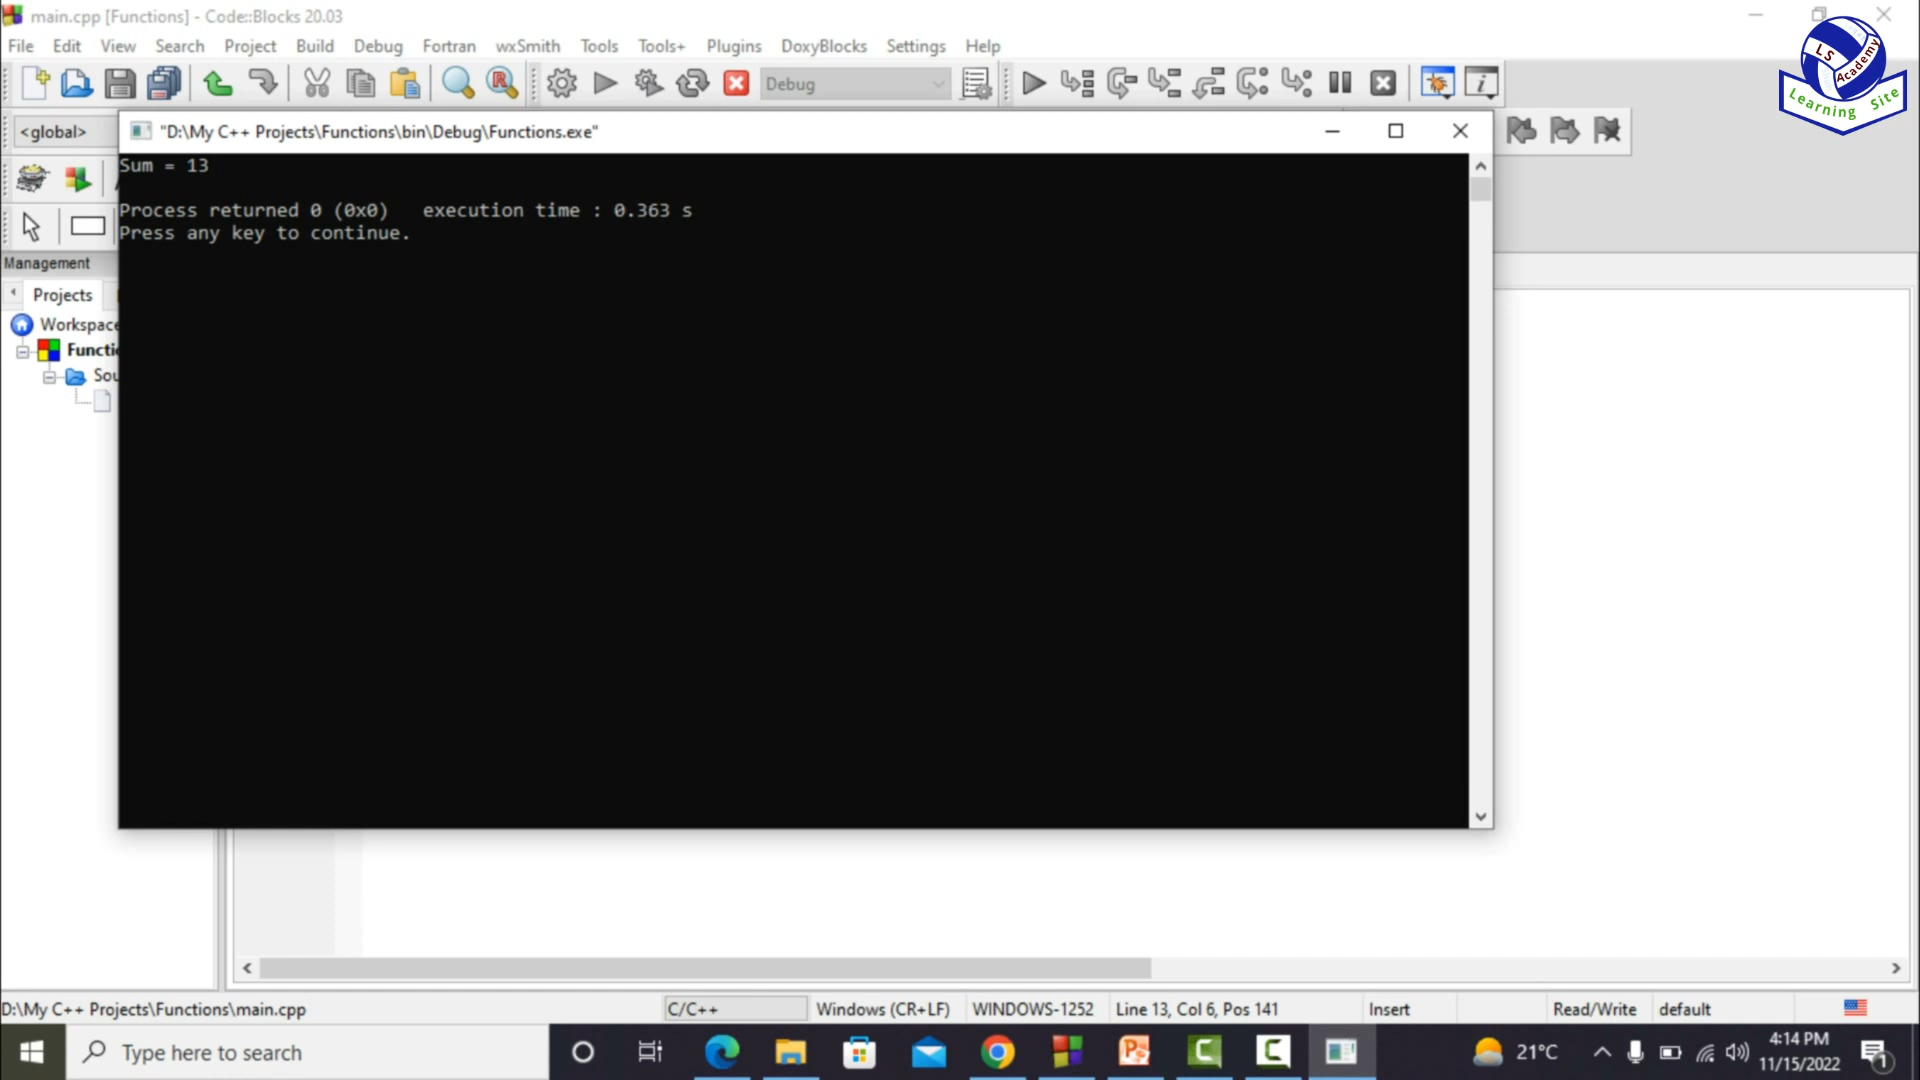 main.cpp [Functions] - Code::Blocks 20.03
File Edit View Search Project Build Debug Fortran wxSmith Tools Tools+ Plugins DoxyBlocks Settings Help
Debug
LS Academy
Learning Site
<global>
"D:\My C++ Projects\Functions\bin\Debug\Functions.exe"
Sum = 13
Process returned 0 (0x0)   execution time : 0.363 s
Press any key to continue.
Management
Projects
Workspace
Functi
Sou
D:\My C++ Projects\Functions\main.cpp C/C++ Windows (CR+LF) WINDOWS-1252 Line 13, Col 6, Pos 141 Insert Read/Write default
Type here to search
21°C
4:14 PM
11/15/2022
1